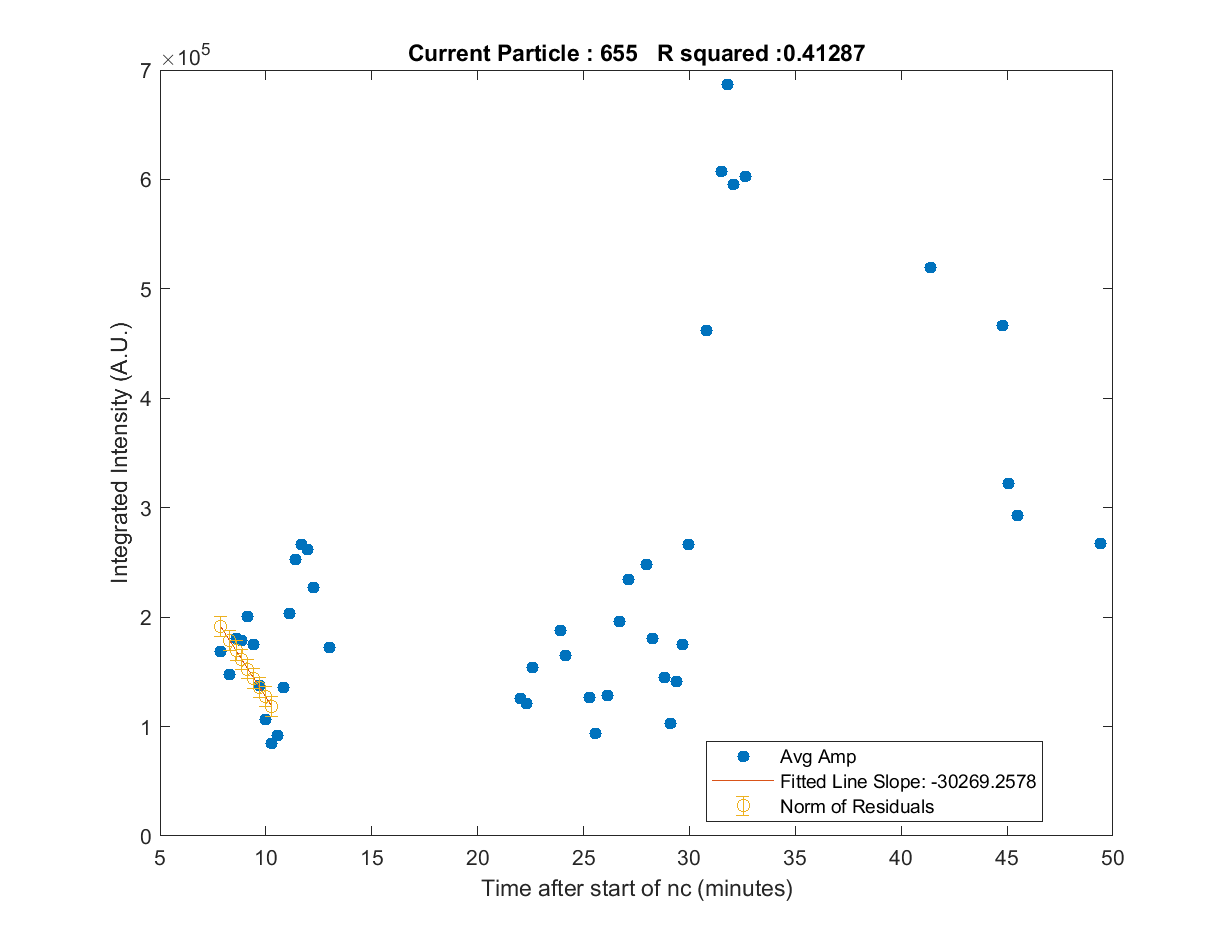 Current Particle : 655 R squared :0.41287
×10^5
7
6
5
4
3
2
1
0
Integrated Intensity (A.U.)
5 10 15 20 25 30 35 40 45 50
Time after start of nc (minutes)
Avg Amp
Fitted Line Slope: -30269.2578
Norm of Residuals